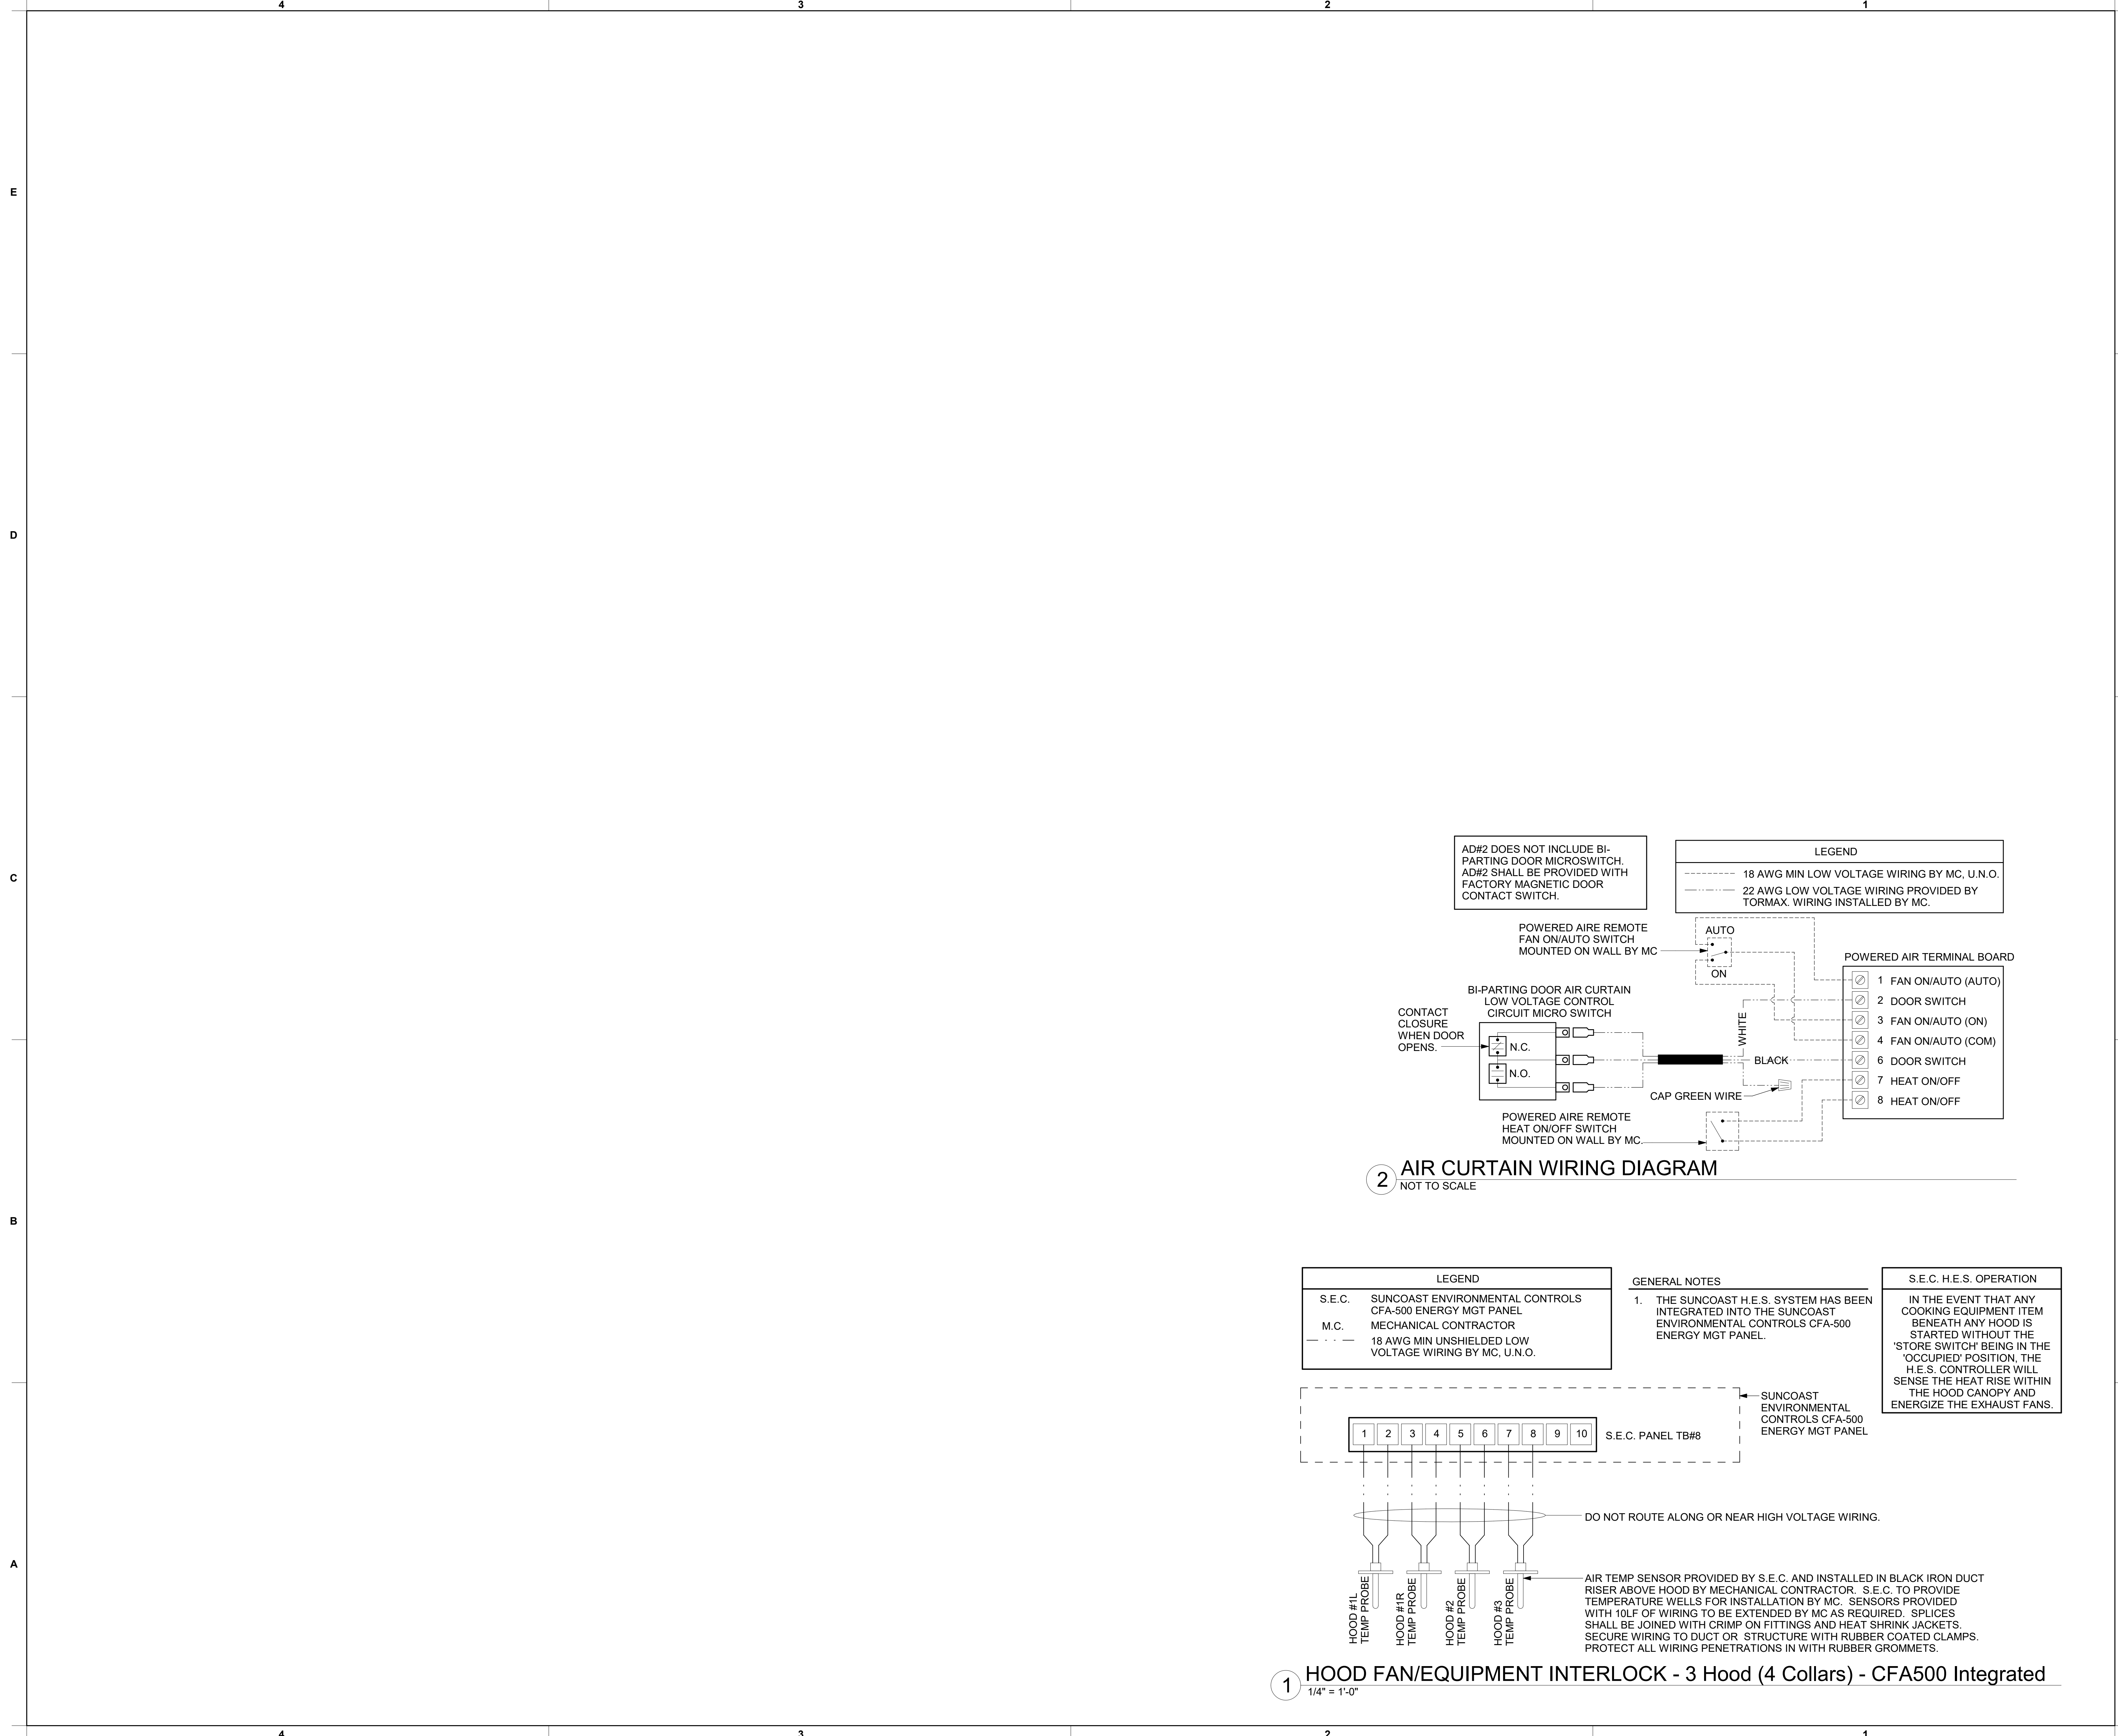 4 3 2 1
E
D
C
B
A
AD#2 DOES NOT INCLUDE BI-
PARTING DOOR MICROSWITCH.
AD#2 SHALL BE PROVIDED WITH
FACTORY MAGNETIC DOOR
CONTACT SWITCH.
LEGEND
18 AWG MIN LOW VOLTAGE WIRING BY MC, U.N.O.
22 AWG LOW VOLTAGE WIRING PROVIDED BY
TORMAX. WIRING INSTALLED BY MC.
POWERED AIRE REMOTE
FAN ON/AUTO SWITCH
MOUNTED ON WALL BY MC
AUTO
ON
POWERED AIR TERMINAL BOARD
1 FAN ON/AUTO (AUTO)
2 DOOR SWITCH
3 FAN ON/AUTO (ON)
4 FAN ON/AUTO (COM)
6 DOOR SWITCH
7 HEAT ON/OFF
8 HEAT ON/OFF
BI-PARTING DOOR AIR CURTAIN
LOW VOLTAGE CONTROL
CIRCUIT MICRO SWITCH
CONTACT
CLOSURE
WHEN DOOR
OPENS.
N.C.
N.O.
WHITE
BLACK
CAP GREEN WIRE
POWERED AIRE REMOTE
HEAT ON/OFF SWITCH
MOUNTED ON WALL BY MC.
2 AIR CURTAIN WIRING DIAGRAM
NOT TO SCALE
LEGEND
S.E.C. SUNCOAST ENVIRONMENTAL CONTROLS
CFA-500 ENERGY MGT PANEL
M.C. MECHANICAL CONTRACTOR
18 AWG MIN UNSHIELDED LOW
VOLTAGE WIRING BY MC, U.N.O.
GENERAL NOTES
1. THE SUNCOAST H.E.S. SYSTEM HAS BEEN
INTEGRATED INTO THE SUNCOAST
ENVIRONMENTAL CONTROLS CFA-500
ENERGY MGT PANEL.
S.E.C. H.E.S. OPERATION
IN THE EVENT THAT ANY
COOKING EQUIPMENT ITEM
BENEATH ANY HOOD IS
STARTED WITHOUT THE
'STORE SWITCH' BEING IN THE
'OCCUPIED' POSITION, THE
H.E.S. CONTROLLER WILL
SENSE THE HEAT RISE WITHIN
THE HOOD CANOPY AND
ENERGIZE THE EXHAUST FANS.
SUNCOAST
ENVIRONMENTAL
CONTROLS CFA-500
ENERGY MGT PANEL
1 2 3 4 5 6 7 8 9 10
S.E.C. PANEL TB#8
DO NOT ROUTE ALONG OR NEAR HIGH VOLTAGE WIRING.
HOOD #1L
TEMP PROBE
HOOD #1R
TEMP PROBE
HOOD #2
TEMP PROBE
HOOD #3
TEMP PROBE
AIR TEMP SENSOR PROVIDED BY S.E.C. AND INSTALLED IN BLACK IRON DUCT
RISER ABOVE HOOD BY MECHANICAL CONTRACTOR. S.E.C. TO PROVIDE
TEMPERATURE WELLS FOR INSTALLATION BY MC. SENSORS PROVIDED
WITH 10LF OF WIRING TO BE EXTENDED BY MC AS REQUIRED. SPLICES
SHALL BE JOINED WITH CRIMP ON FITTINGS AND HEAT SHRINK JACKETS.
SECURE WIRING TO DUCT OR STRUCTURE WITH RUBBER COATED CLAMPS.
PROTECT ALL WIRING PENETRATIONS IN WITH RUBBER GROMMETS.
1 HOOD FAN/EQUIPMENT INTERLOCK - 3 Hood (4 Collars) - CFA500 Integrated
1/4" = 1'-0"
4 3 2 1